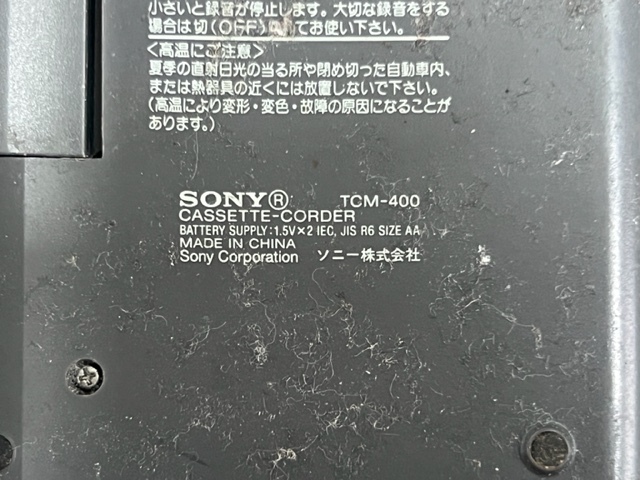 小さいと録音が停止します。大切な録音をする
場合は切(OFF)にしてお使い下さい。
<高温にご注意>
夏季の直射日光の当る所や閉め切った自動車内、
または熱器具の近くには放置しないで下さい。
(高温により変形・変色・故障の原因になることが
あります。)
SONY® TCM-400
CASSETTE-CORDER
BATTERY SUPPLY:1.5V×2 IEC, JIS R6 SIZE AA
MADE IN CHINA
Sony Corporation ソニー株式会社